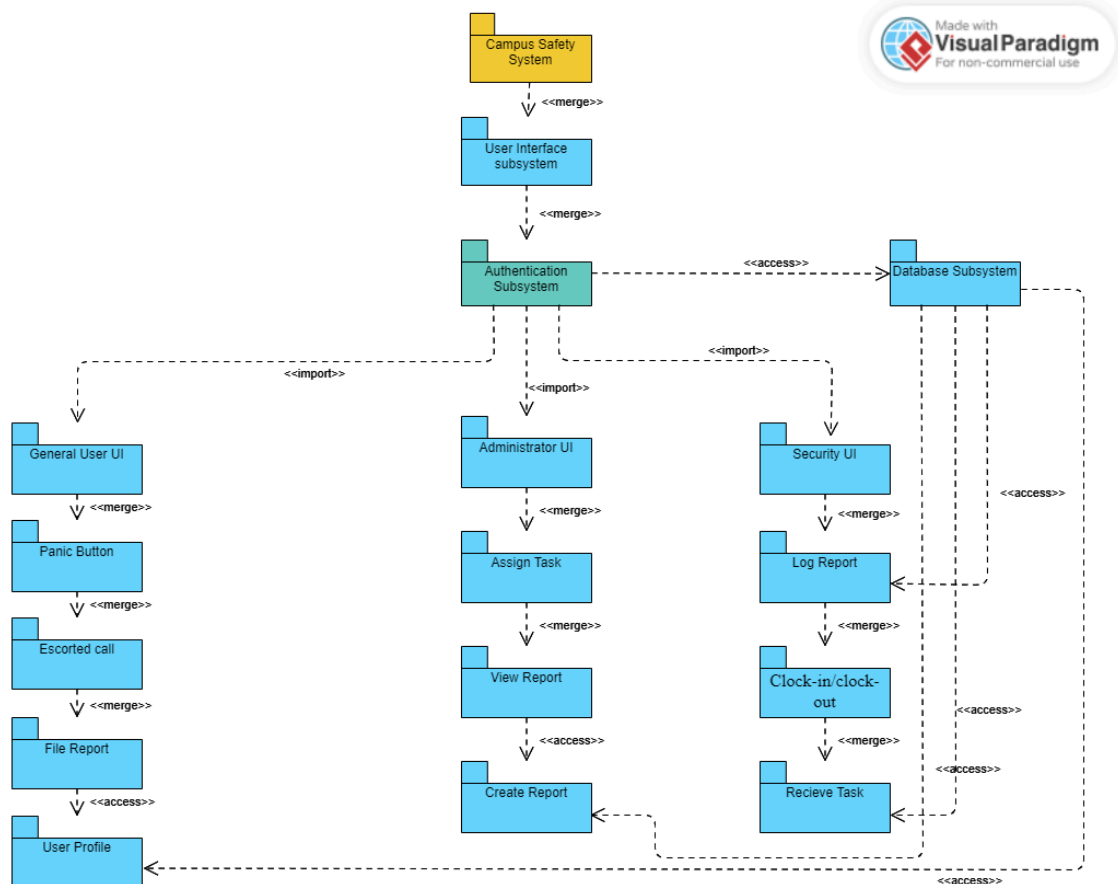 Made with
Visual Paradigm
For non-commercial use
Campus Safety
System
<<merge>>
User Interface
subsystem
<<merge>>
Authentication
Subsystem
<<access>>
Database Subsystem
<<import>>
<<import>>
<<import>>
General User UI
Administrator UI
Security UI
<<access>>
<<merge>>
<<merge>>
<<merge>>
Panic Button
Assign Task
Log Report
<<merge>>
<<merge>>
<<merge>>
Escorted call
View Report
Clock-in/clock-
out
<<merge>>
<<access>>
<<merge>>
<<access>>
<<access>>
File Report
Create Report
Recieve Task
<<access>>
User Profile
<<access>>